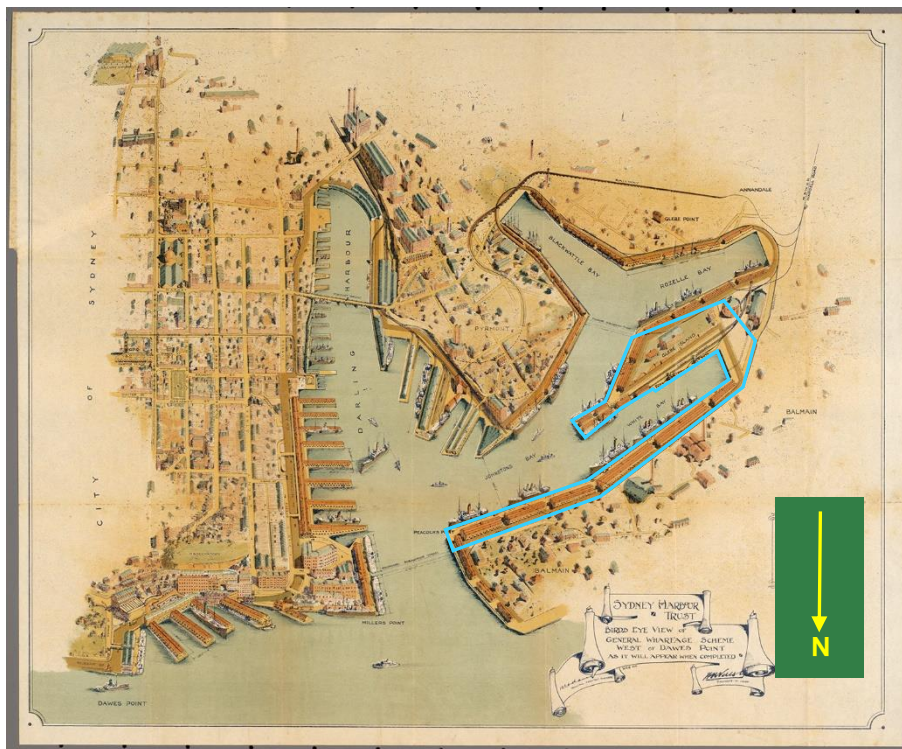 CITY OF SYDNEY
DARLING HARBOUR
PYRMONT
BLACKWATTLE BAY
ROZELLE BAY
GLEBE POINT
ANNANDALE
GLEBE ISLAND
WHITE BAY
BALMAIN
JOHNSTONS BAY
BALMAIN
MILLERS POINT
DAWES POINT
SYDNEY HARBOUR
TRUST
BIRDS EYE VIEW OF
GENERAL WHARFAGE SCHEME
WEST OF DAWES POINT
AS IT WILL APPEAR WHEN COMPLETED
N